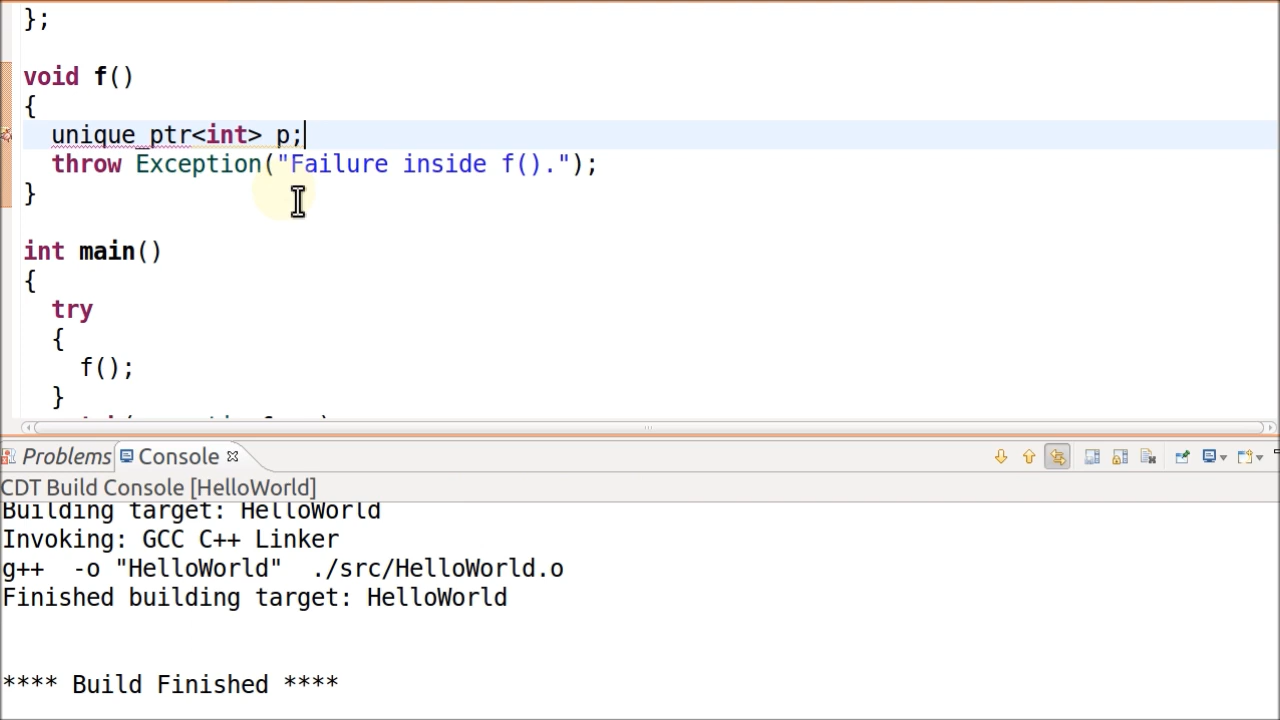 };
void f()
{
unique_ptr<int> p;
throw Exception("Failure inside f().");
}
int main()
{
try
{
f();
}
Problems Console
CDT Build Console [HelloWorld]
Building target: HelloWorld
Invoking: GCC C++ Linker
g++ -o "HelloWorld" ./src/HelloWorld.o
Finished building target: HelloWorld
**** Build Finished ****